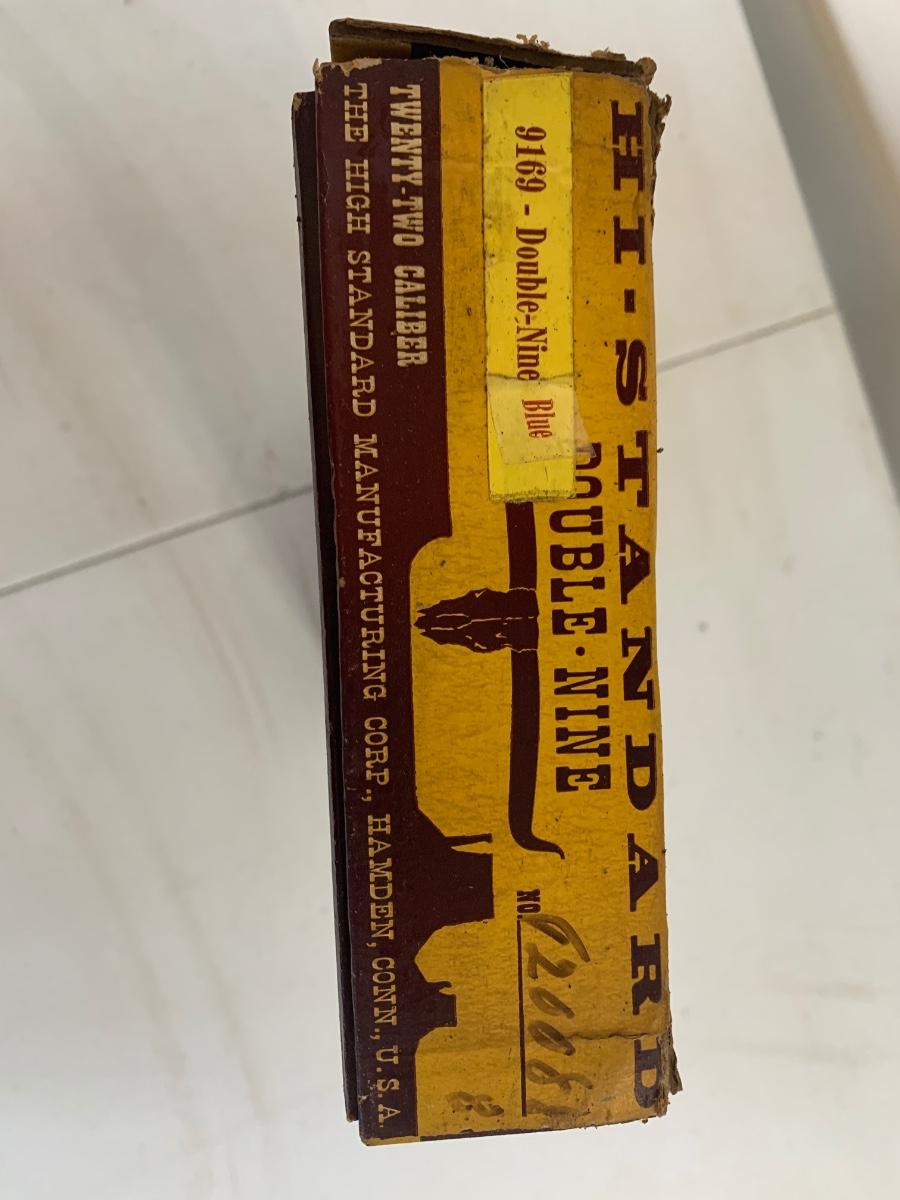 HI-STANDARD
DOUBLE·NINE
9169 - Double-Nine Blue
NO.
TWENTY-TWO CALIBER
THE HIGH STANDARD MANUFACTURING CORP., HAMDEN, CONN., U.S.A.